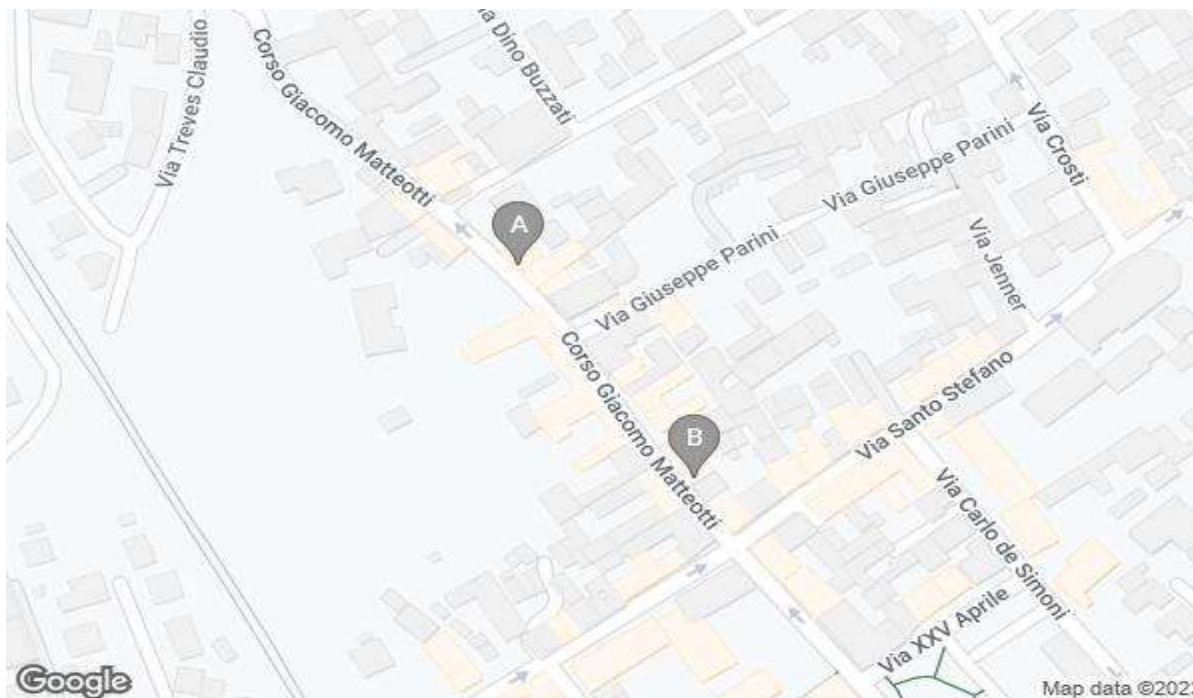 Via Treves Claudio
Corso Giacomo Matteotti
Dino Buzzati
Via Giuseppe Parini
Via Crosti
A
Via Giuseppe Parini
Via Jenner
Corso Giacomo Matteotti
B
Via Santo Stefano
Via Carlo de Simoni
Via XXV Aprile
Google
Map data ©202